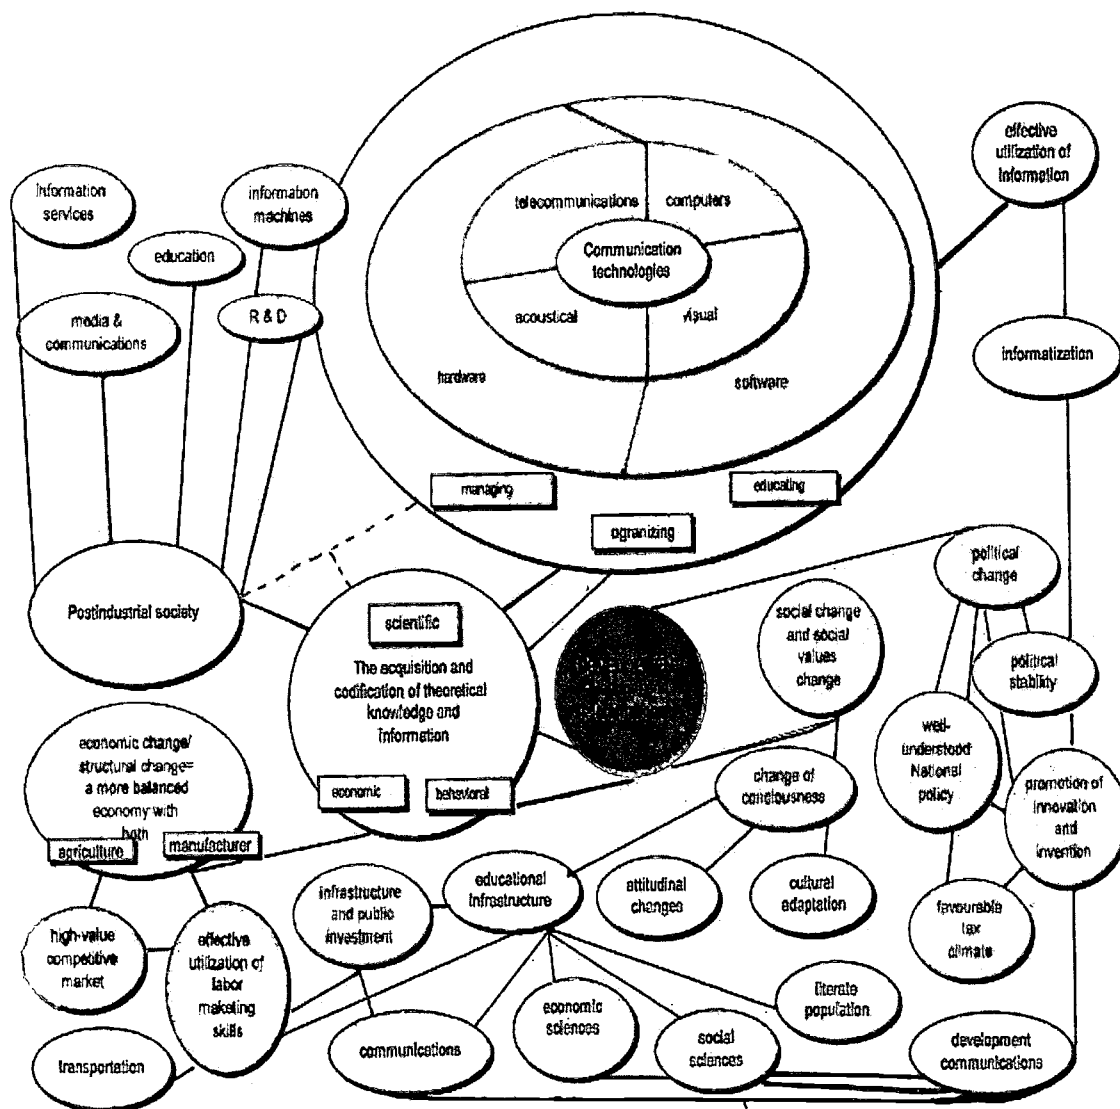 effective
utilization of
information
information
services
information
machines
telecommunications
computers
education
Communication
technologies
media &
communications
R & D
acoustical
visual
informatization
hardware
software
managing
educating
ogranizing
political
change
Postindustrial society
scientific
social change
and social
values
change
The acquisition and
codification of theoretical
knowledge and
information
political
stability
economic change/
structural change=
a more balanced
economy with
both
agriculture
manufacturer
well-
understood
National
policy
economic
behavioral
change of
conciousness
promotion of
innovation
and
invention
infrastructure
and public
investment
educational
infrastructure
attitudinal
changes
cultural
adaptation
favourable
tax
climate
high-value
competitive
market
effective
utilization of
labor
maketing
skills
literate
population
economic
sciences
transportation
communications
social
sciences
development
communications